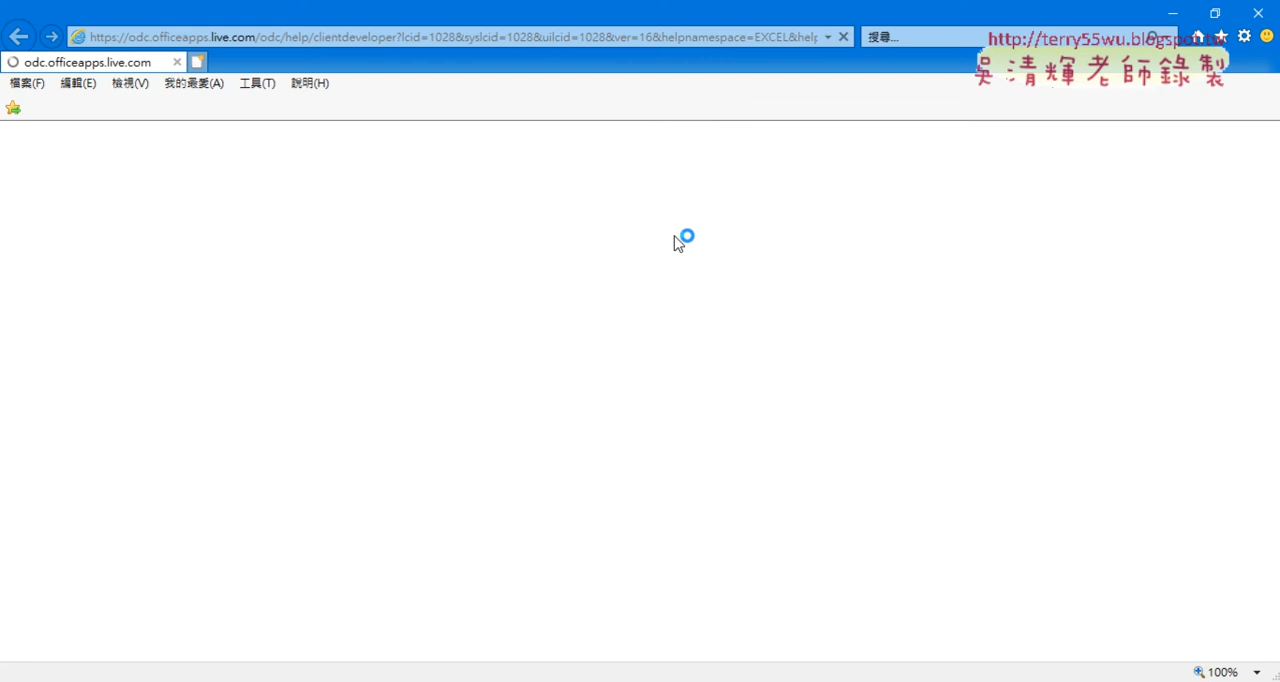 https://odc.officeapps.live.com/odc/help/clientdeveloper?lcid=1028&syslcid=1028&uilcid=1028&ver=16&helpnamespace=EXCEL&help
搜尋...
http://terry55wu.blogspot.tw
吳清輝老師錄製
odc.officeapps.live.com
檔案(F) 編輯(E) 檢視(V) 我的最愛(A) 工具(T) 說明(H)
100%